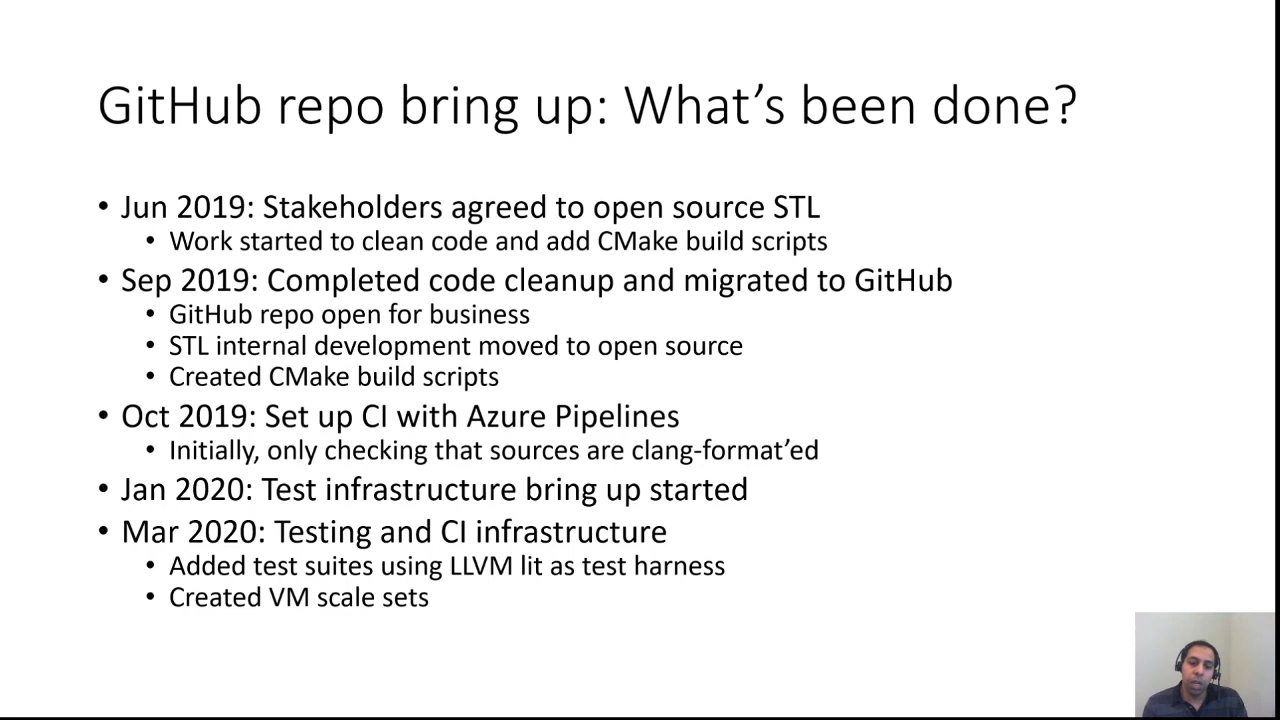 GitHub repo bring up: What’s been done?
• Jun 2019: Stakeholders agreed to open source STL
• Work started to clean code and add CMake build scripts
• Sep 2019: Completed code cleanup and migrated to GitHub
• GitHub repo open for business
• STL internal development moved to open source
• Created CMake build scripts
• Oct 2019: Set up CI with Azure Pipelines
• Initially, only checking that sources are clang-format’ed
• Jan 2020: Test infrastructure bring up started
• Mar 2020: Testing and CI infrastructure
• Added test suites using LLVM lit as test harness
• Created VM scale sets